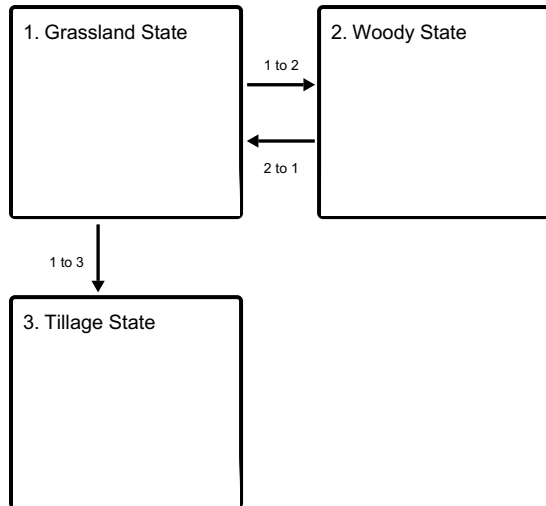 1. Grassland State
2. Woody State
1 to 2
2 to 1
1 to 3
3. Tillage State